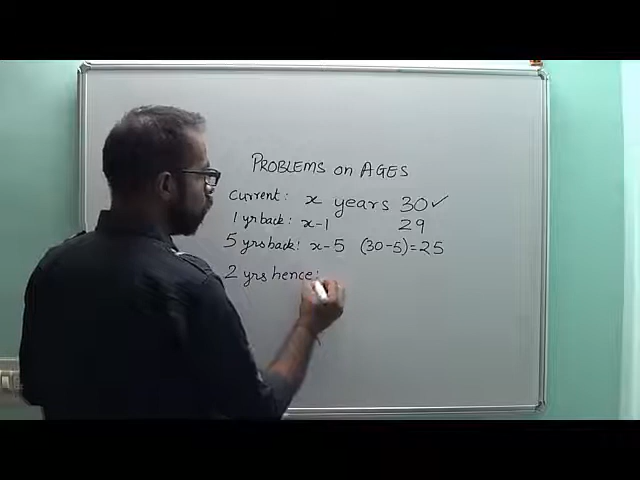 PROBLEMS on AGES
Current: x years 30✓
1 yr back: x-1 29
5 yrs back: x-5 (30-5)=25
2 yrs hence: